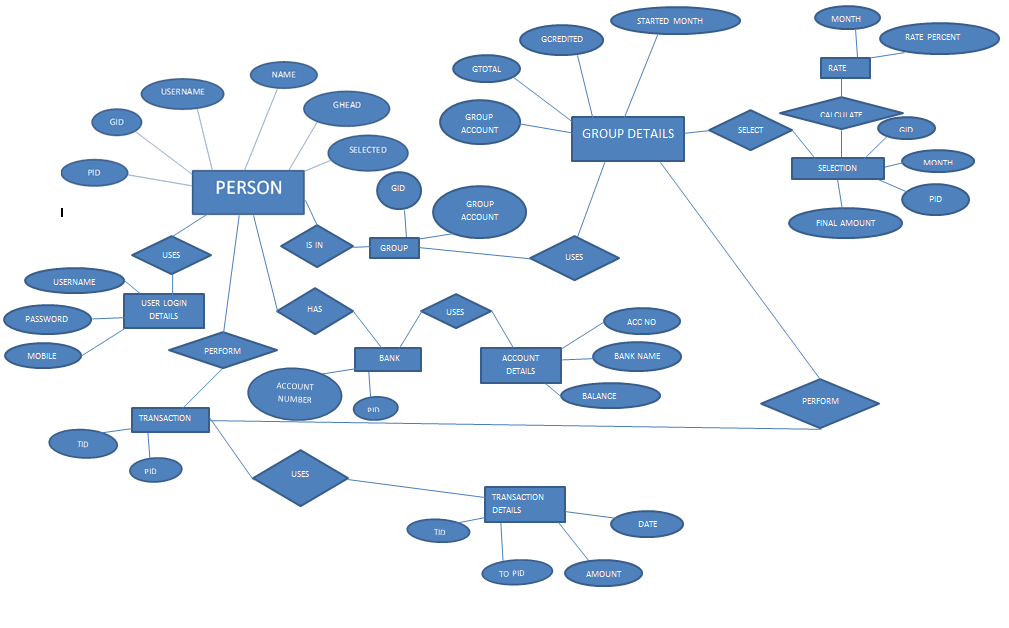 STARTED MONTH
MONTH
GCREDITED
RATE PERCENT
GTOTAL
RATE
NAME
USERNAME
GHEAD
GID
GROUP
ACCOUNT
GROUP DETAILS
SELECT
CALCULATE
GID
SELECTED
PID
PERSON
GID
SELECTION
MONTH
PID
GROUP
ACCOUNT
FINAL AMOUNT
IS IN
GROUP
USES
USES
USERNAME
USER LOGIN
DETAILS
HAS
USES
PASSWORD
ACC NO
MOBILE
PERFORM
BANK
ACCOUNT
DETAILS
BANK NAME
ACCOUNT
NUMBER
PID
BALANCE
PERFORM
TRANSACTION
TID
PID
USES
TRANSACTION
DETAILS
TID
DATE
TO PID
AMOUNT